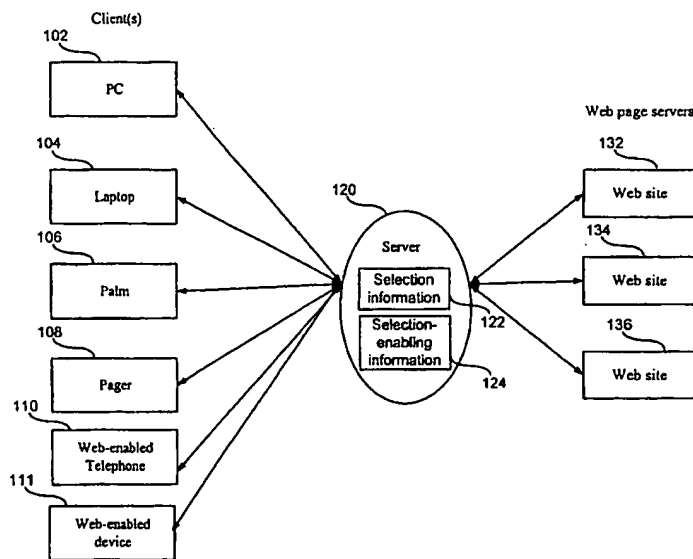 Client(s)
102
PC
104
Laptop
106
Palm
108
Pager
110
Web-enabled
Telephone
111
Web-enabled
device
120
Server
Selection
information
122
Selection-
enabling
information
124
Web page servers
132
Web site
134
Web site
136
Web site